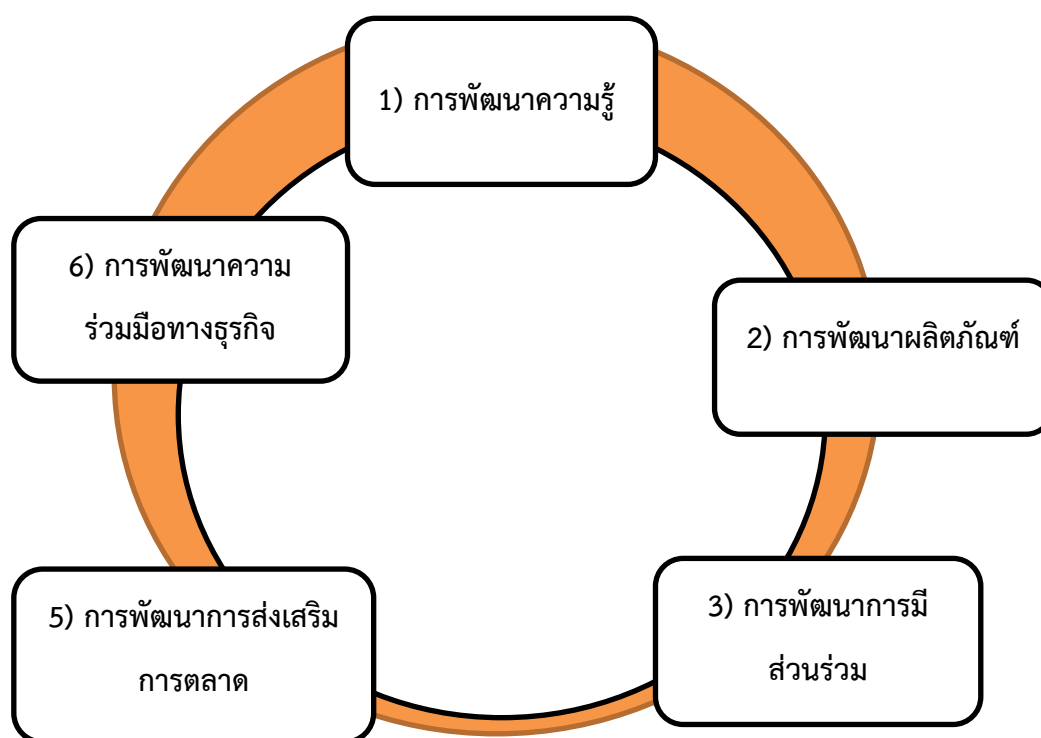 1) การพัฒนาความรู้
6) การพัฒนาความ
ร่วมมือทางธุรกิจ
2) การพัฒนาผลิตภัณฑ์
3) การพัฒนาการมี
ส่วนร่วม
5) การพัฒนาการส่งเสริม
การตลาด